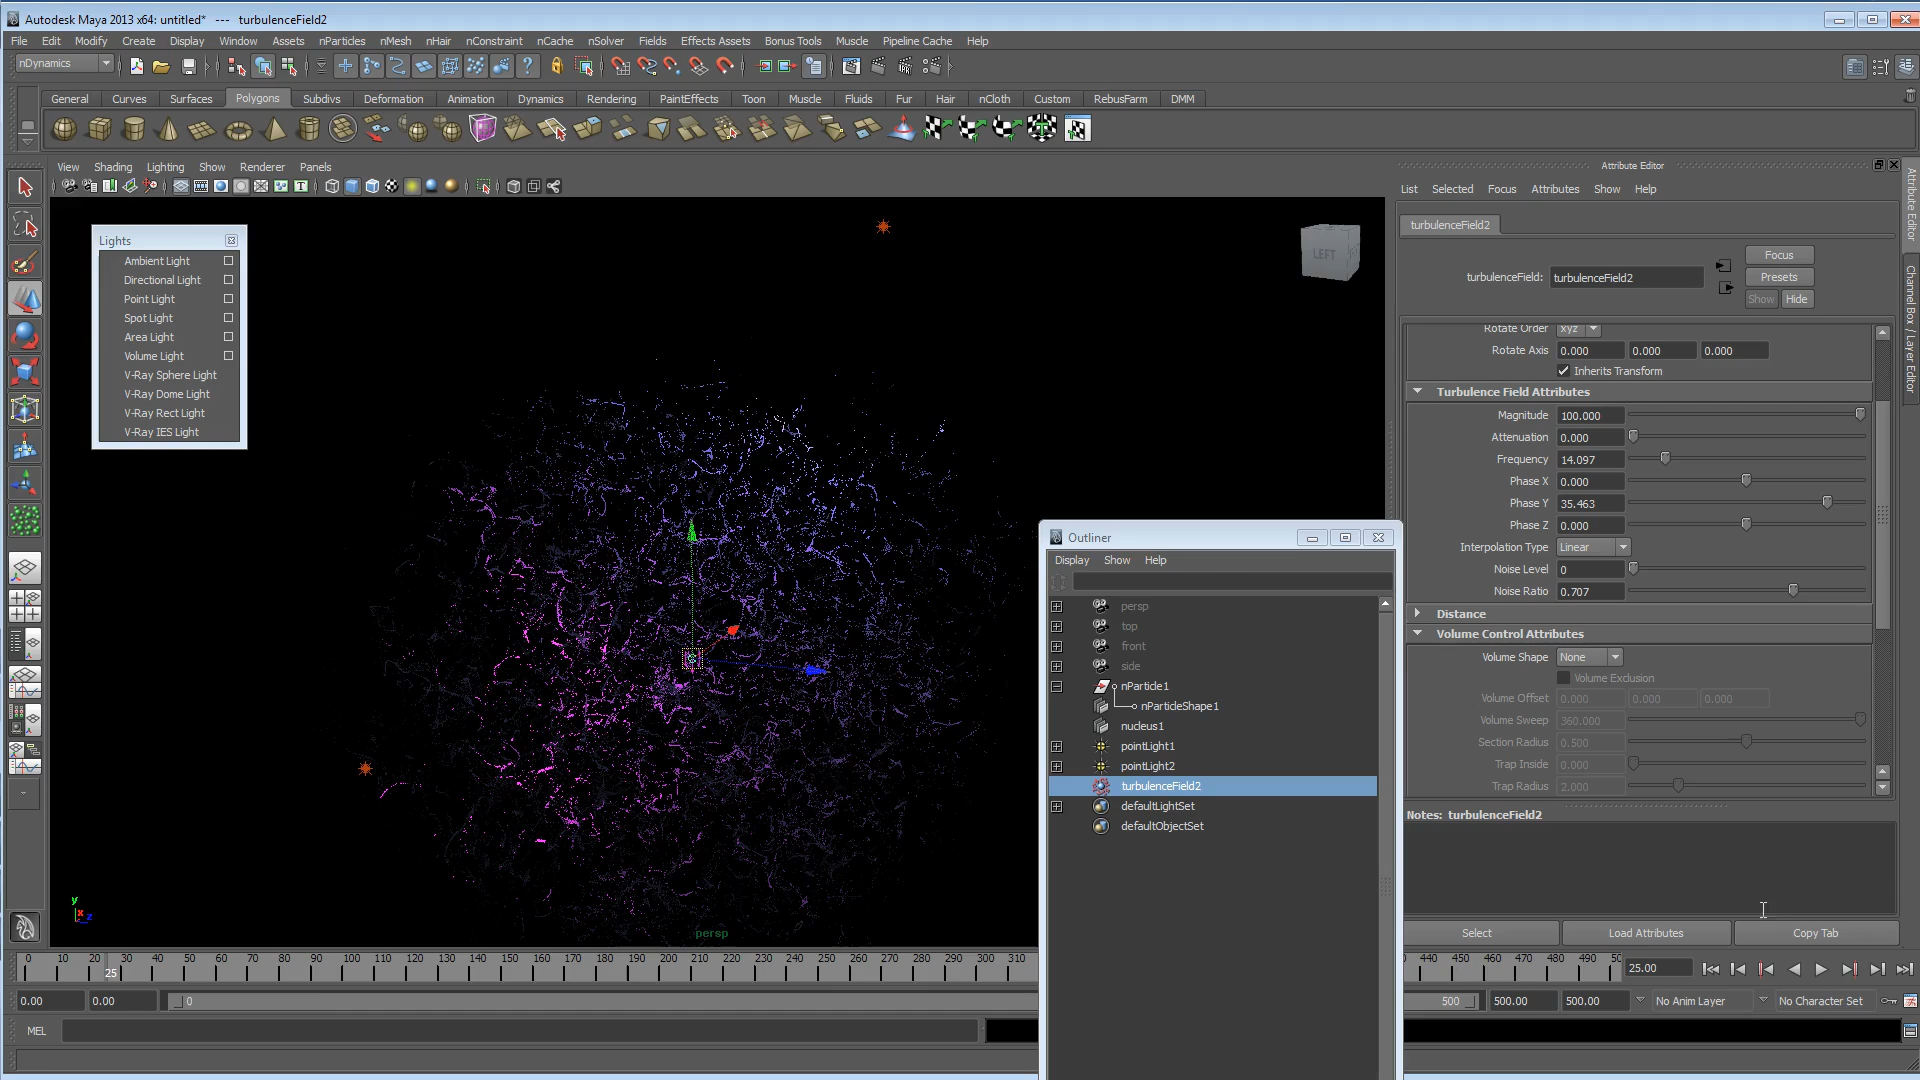 Autodesk Maya 2013 x64: untitled* --- turbulenceField2
File Edit Modify Create Display Window Assets nParticles nMesh nHair nConstraint nCache nSolver Fields Effects Assets Bonus Tools Muscle Pipeline Cache Help
nDynamics
General Curves Surfaces Polygons Subdivs Deformation Animation Dynamics Rendering PaintEffects Toon Muscle Fluids Fur Hair nCloth Custom RebusFarm DMM
View Shading Lighting Show Renderer Panels
Lights
Ambient Light
Directional Light
Point Light
Spot Light
Area Light
Volume Light
V-Ray Sphere Light
V-Ray Dome Light
V-Ray Rect Light
V-Ray IES Light
LEFT
persp
y
x
z
Outliner
Display Show Help
persp
top
front
side
nParticle1
nParticleShape1
nucleus1
pointLight1
pointLight2
turbulenceField2
defaultLightSet
defaultObjectSet
Attribute Editor
List Selected Focus Attributes Show Help
turbulenceField2
turbulenceField: turbulenceField2
Focus
Presets
Show Hide
Rotate Order xyz
Rotate Axis 0.000 0.000 0.000
Inherits Transform
Turbulence Field Attributes
Magnitude 100.000
Attenuation 0.000
Frequency 14.097
Phase X 0.000
Phase Y 35.463
Phase Z 0.000
Interpolation Type Linear
Noise Level 0
Noise Ratio 0.707
Distance
Volume Control Attributes
Volume Shape None
Volume Exclusion
Volume Offset 0.000 0.000 0.000
Volume Sweep 360.000
Section Radius 0.500
Trap Inside 0.000
Trap Radius 2.000
Notes: turbulenceField2
Select Load Attributes Copy Tab
Attribute Editor
Channel Box / Layer Editor
0 10 20 30 40 50 60 70 80 90 100 110 120 130 140 150 160 170 180 190 200 210 220 230 240 250 260 270 280 290 300 310 440 450 460 470 480 490 50
25
25.00
0.00 0.00 0 500 500.00 500.00 No Anim Layer No Character Set
MEL